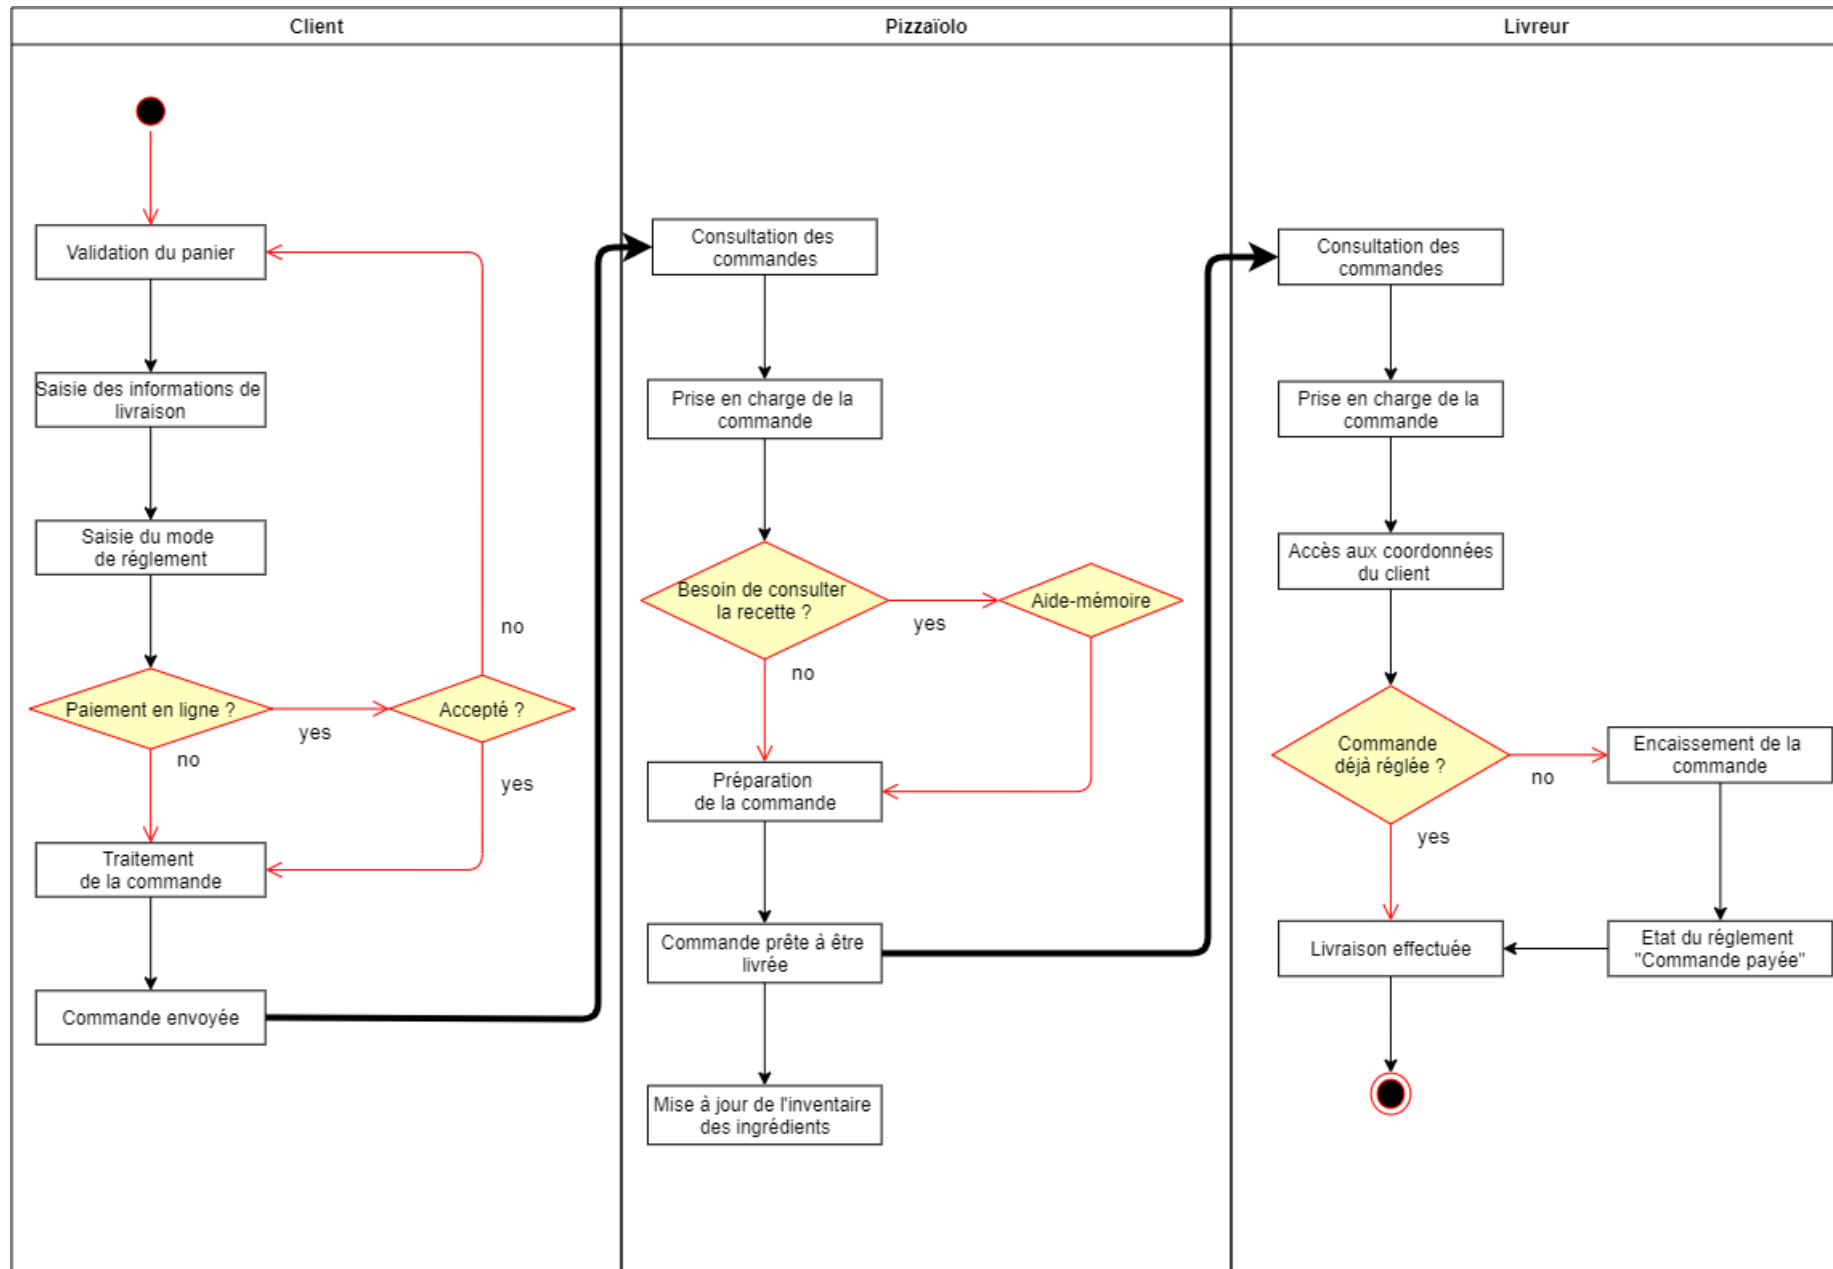 Client
Pizzaïolo
Livreur
Validation du panier
Saisie des informations de
livraison
Saisie du mode
de réglement
Paiement en ligne ?
yes
no
Accepté ?
no
yes
Traitement
de la commande
Commande envoyée
Consultation des
commandes
Prise en charge de la
commande
Besoin de consulter
la recette ?
yes
no
Aide-mémoire
Préparation
de la commande
Commande prête à être
livrée
Mise à jour de l'inventaire
des ingrédients
Consultation des
commandes
Prise en charge de la
commande
Accès aux coordonnées
du client
Commande
déjà réglée ?
no
yes
Encaissement de la
commande
Etat du réglement
"Commande payée"
Livraison effectuée